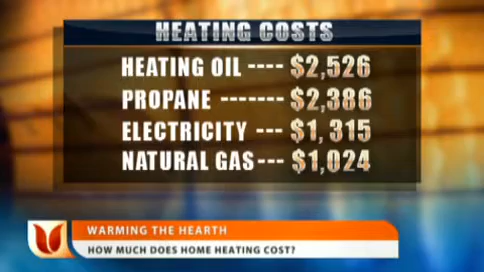 HEATING COSTS
HEATING OIL ---- $2,526
PROPANE ------- $2,386
ELECTRICITY --- $1,315
NATURAL GAS--- $1,024
WARMING THE HEARTH
HOW MUCH DOES HOME HEATING COST?